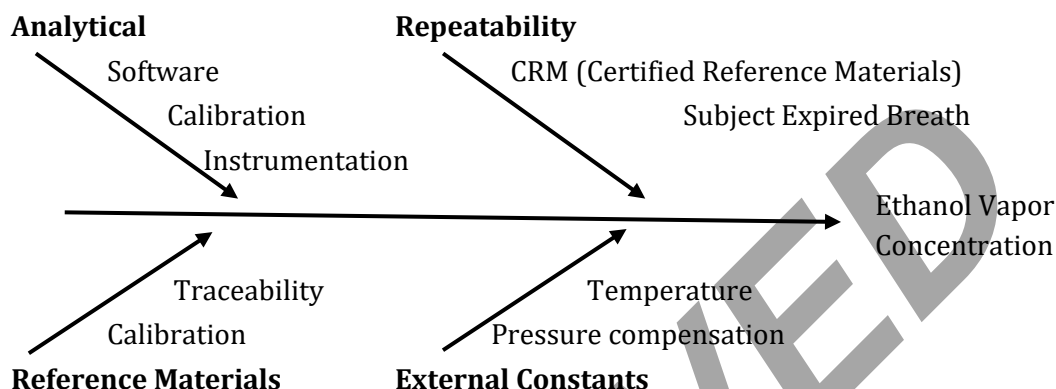 Analytical
Software
Calibration
Instrumentation
Repeatability
CRM (Certified Reference Materials)
Subject Expired Breath
Ethanol Vapor
Concentration
Traceability
Calibration
Reference Materials
Temperature
Pressure compensation
External Constants